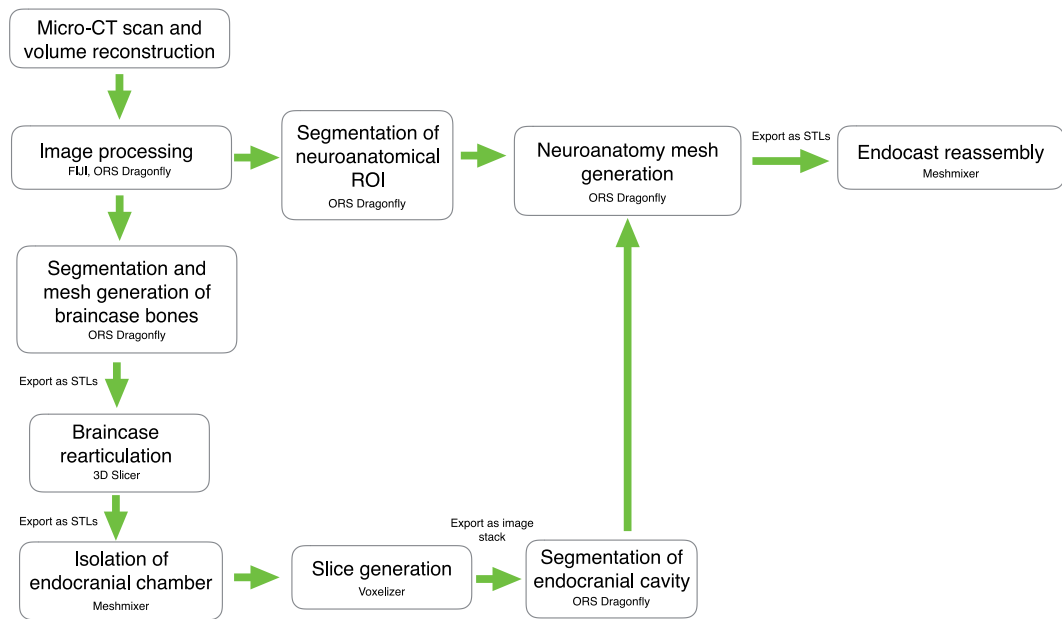 Micro-CT scan and
volume reconstruction
Image processing
FIJI, ORS Dragonfly
Segmentation of
neuroanatomical
ROI
ORS Dragonfly
Neuroanatomy mesh
generation
ORS Dragonfly
Export as STLs
Endocast reassembly
Meshmixer
Segmentation and
mesh generation of
braincase bones
ORS Dragonfly
Export as STLs
Braincase
rearticulation
3D Slicer
Export as STLs
Isolation of
endocranial chamber
Meshmixer
Slice generation
Voxelizer
Export as image
stack
Segmentation of
endocranial cavity
ORS Dragonfly